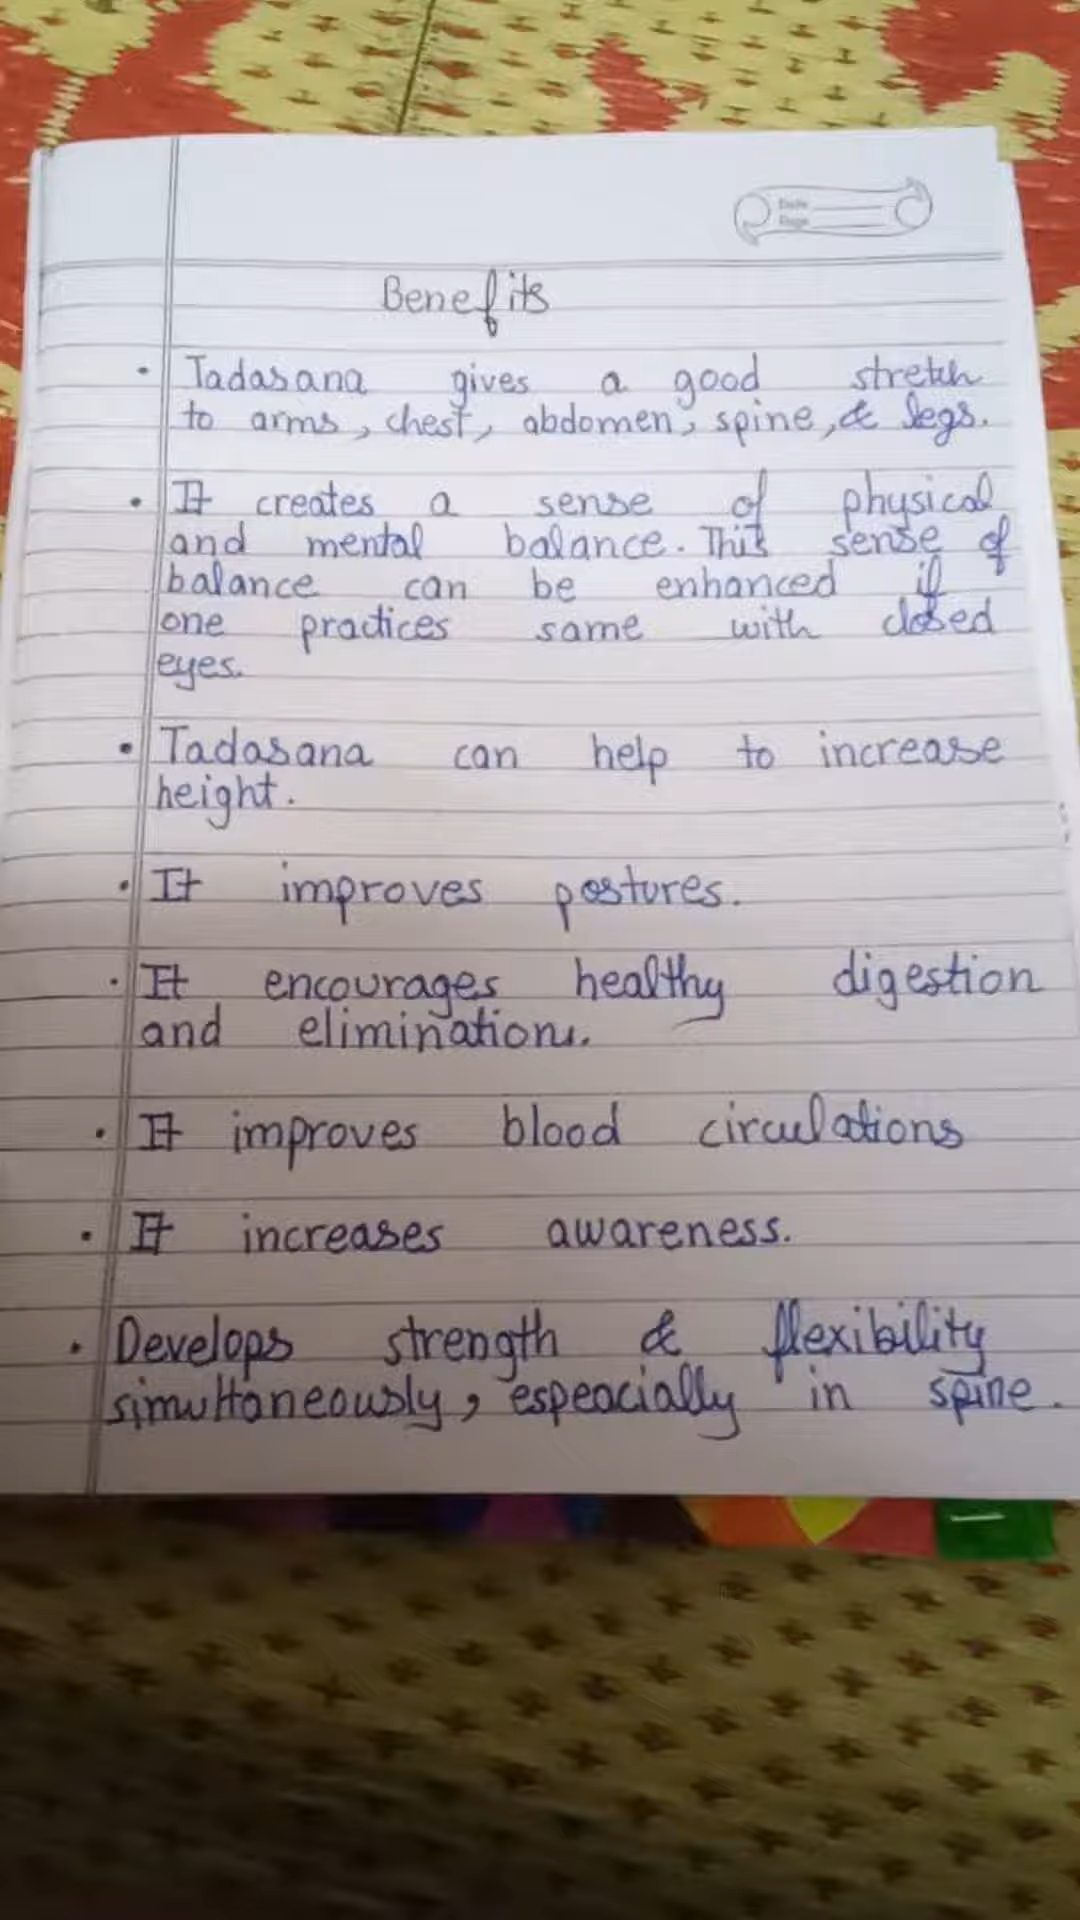 Date
Page
Benefits
• Tadasana gives a good stretch
to arms, chest, abdomen, spine, & legs.
• It creates a sense of physical
and mental balance. This sense of
balance can be enhanced if
one practices same with closed
eyes.
• Tadasana can help to increase
height.
• It improves postures.
• It encourages healthy digestion
and eliminations.
• It improves blood circulations
• It increases awareness.
• Develops strength & flexibility
simultaneously, espeacially in spine.